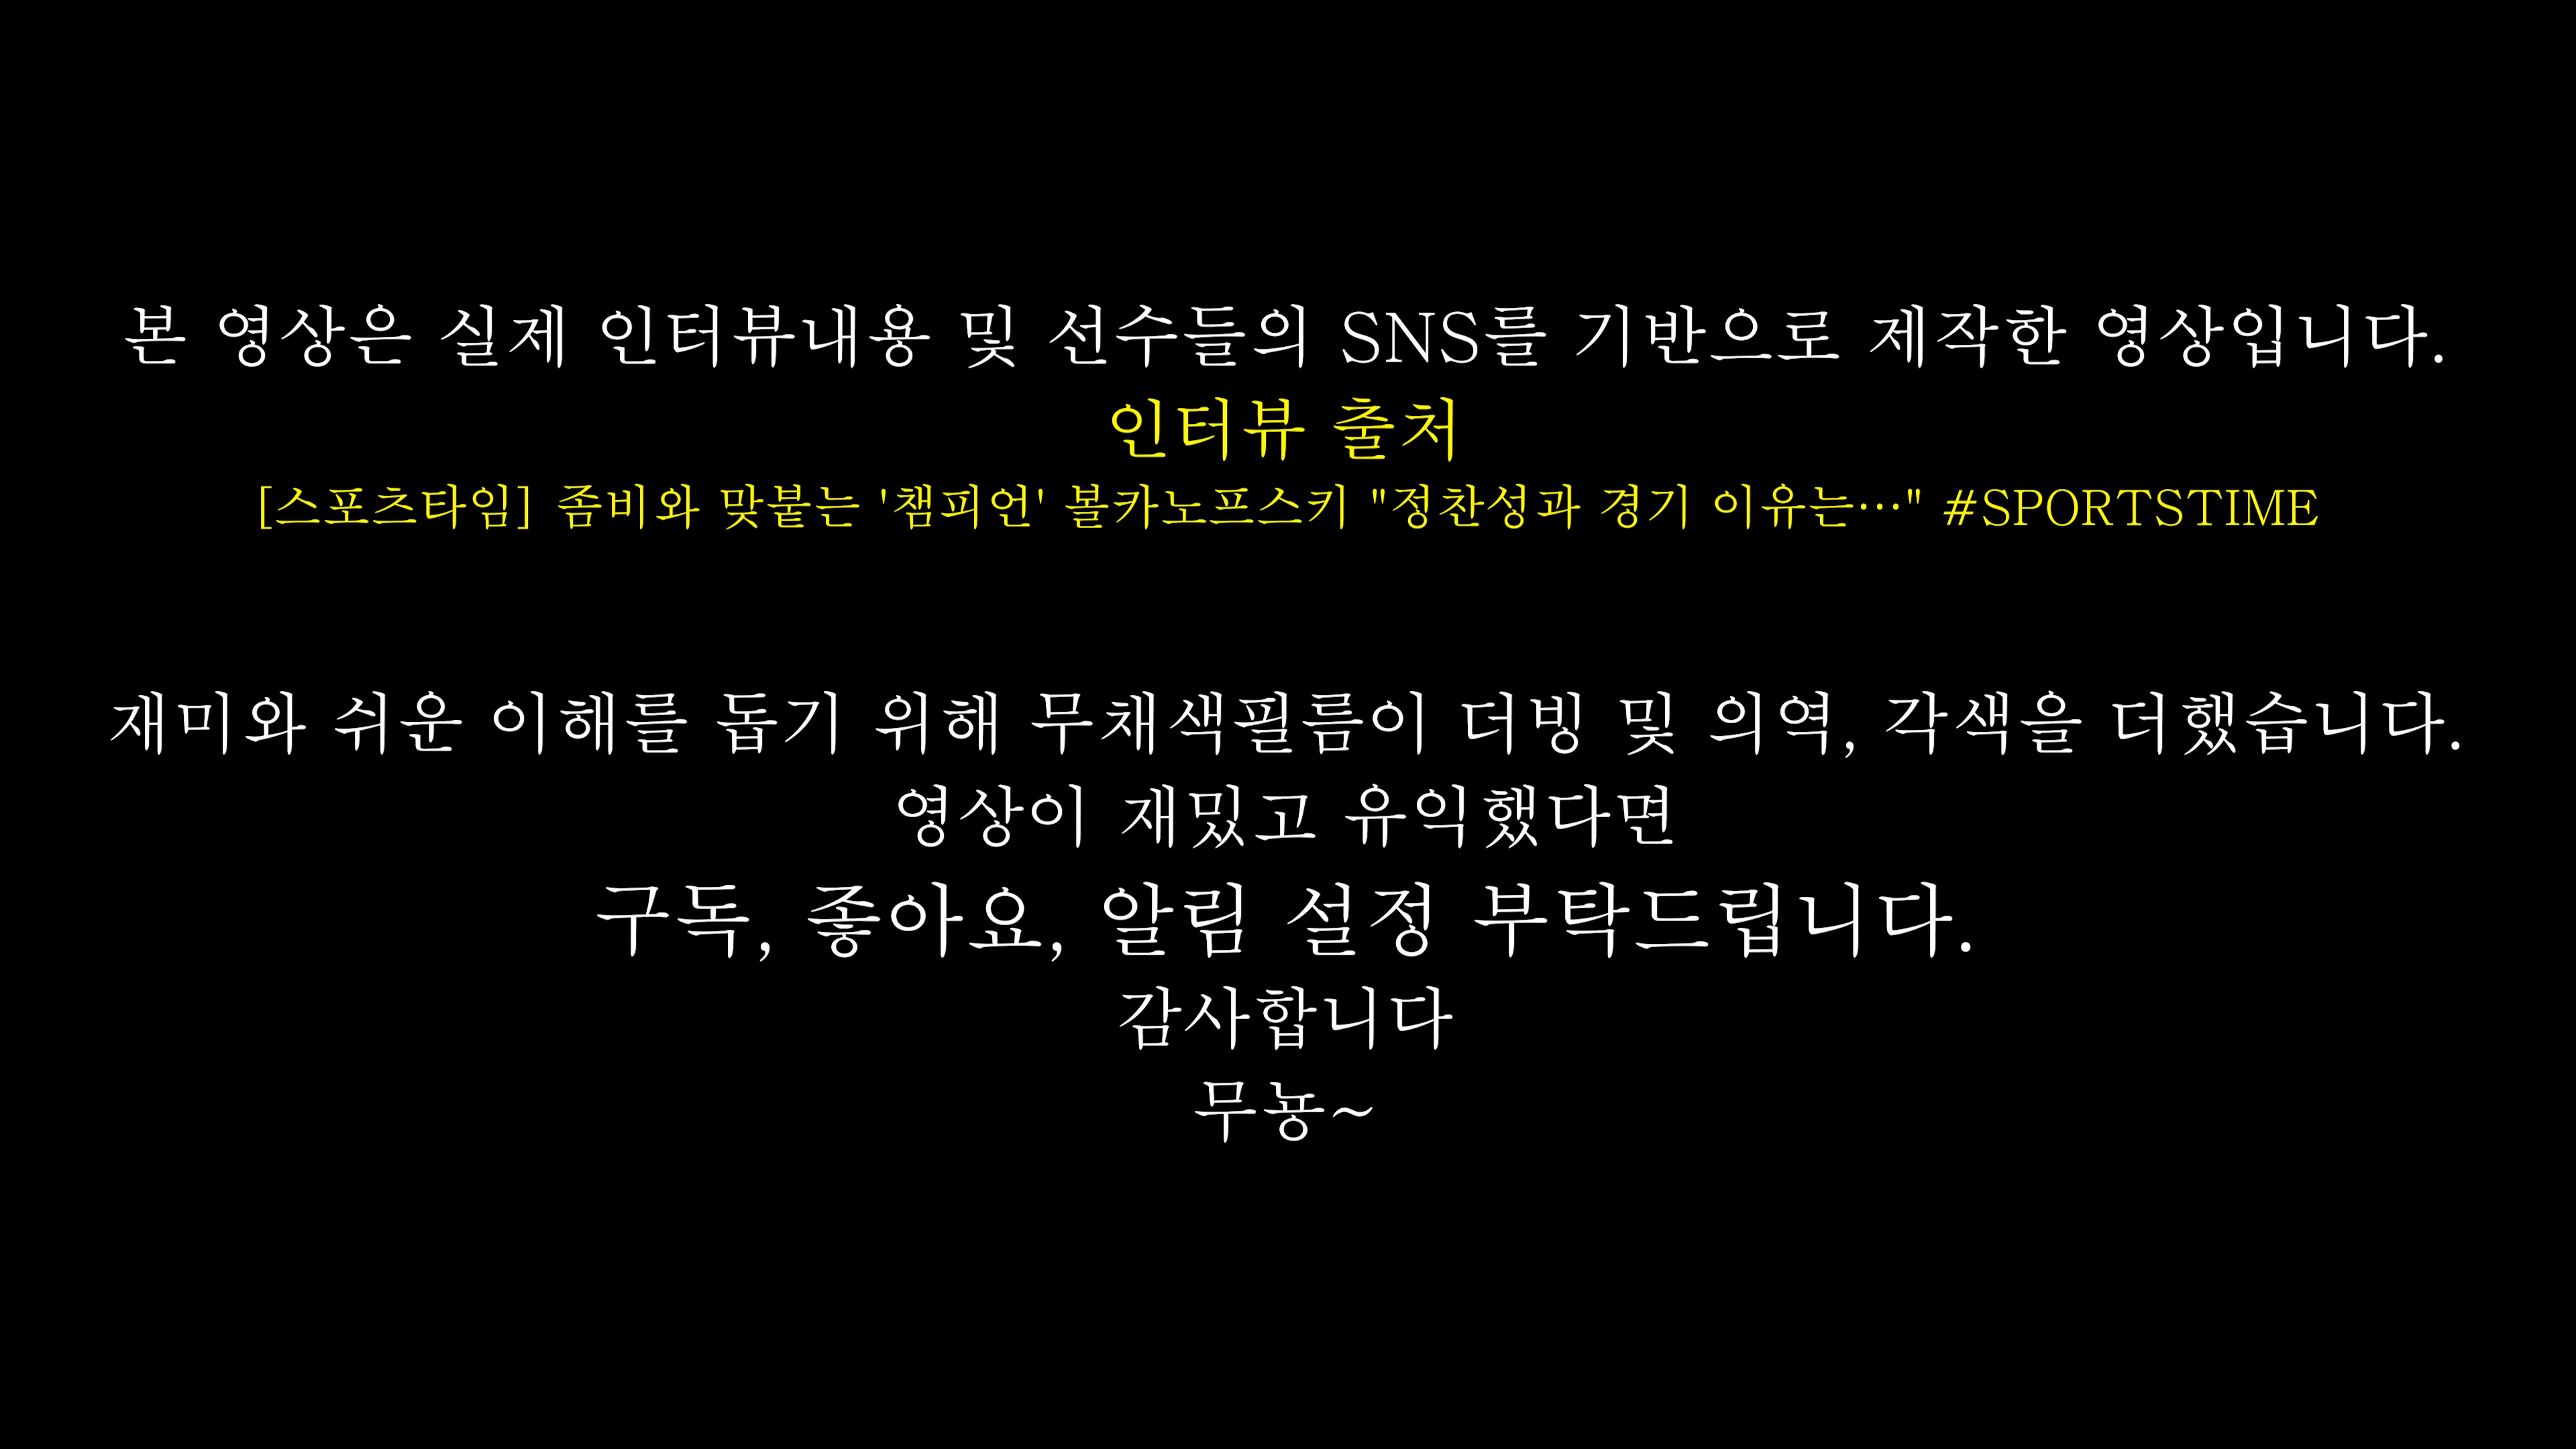 본 영상은 실제 인터뷰내용 및 선수들의 SNS를 기반으로 제작한 영상입니다.
인터뷰 출처
[스포츠타임] 좀비와 맞붙는 '챔피언' 볼카노프스키 "정찬성과 경기 이유는…" #SPORTSTIME
재미와 쉬운 이해를 돕기 위해 무채색필름이 더빙 및 의역, 각색을 더했습니다.
영상이 재밌고 유익했다면
구독, 좋아요, 알림 설정 부탁드립니다.
감사합니다
무뇽~